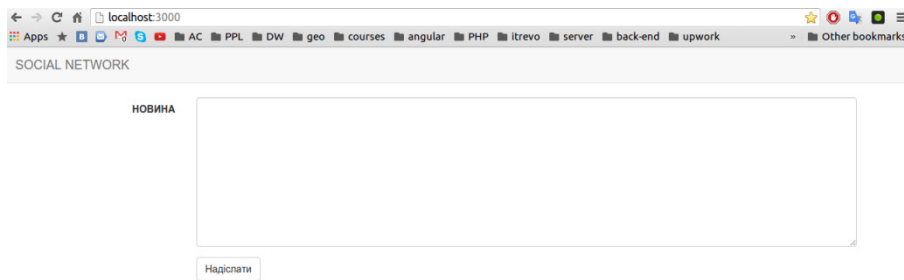 localhost:3000
Apps AC PPL DW geo courses angular PHP itrevo server back-end upwork » Other bookmarks
SOCIAL NETWORK
НОВИНА
Надіслати